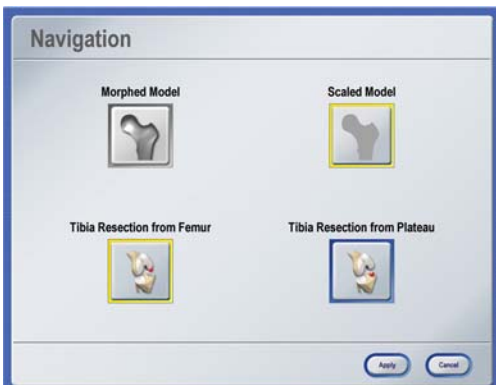 Navigation
Morphed Model
Scaled Model
Tibia Resection from Femur
Tibia Resection from Plateau
Apply
Cancel